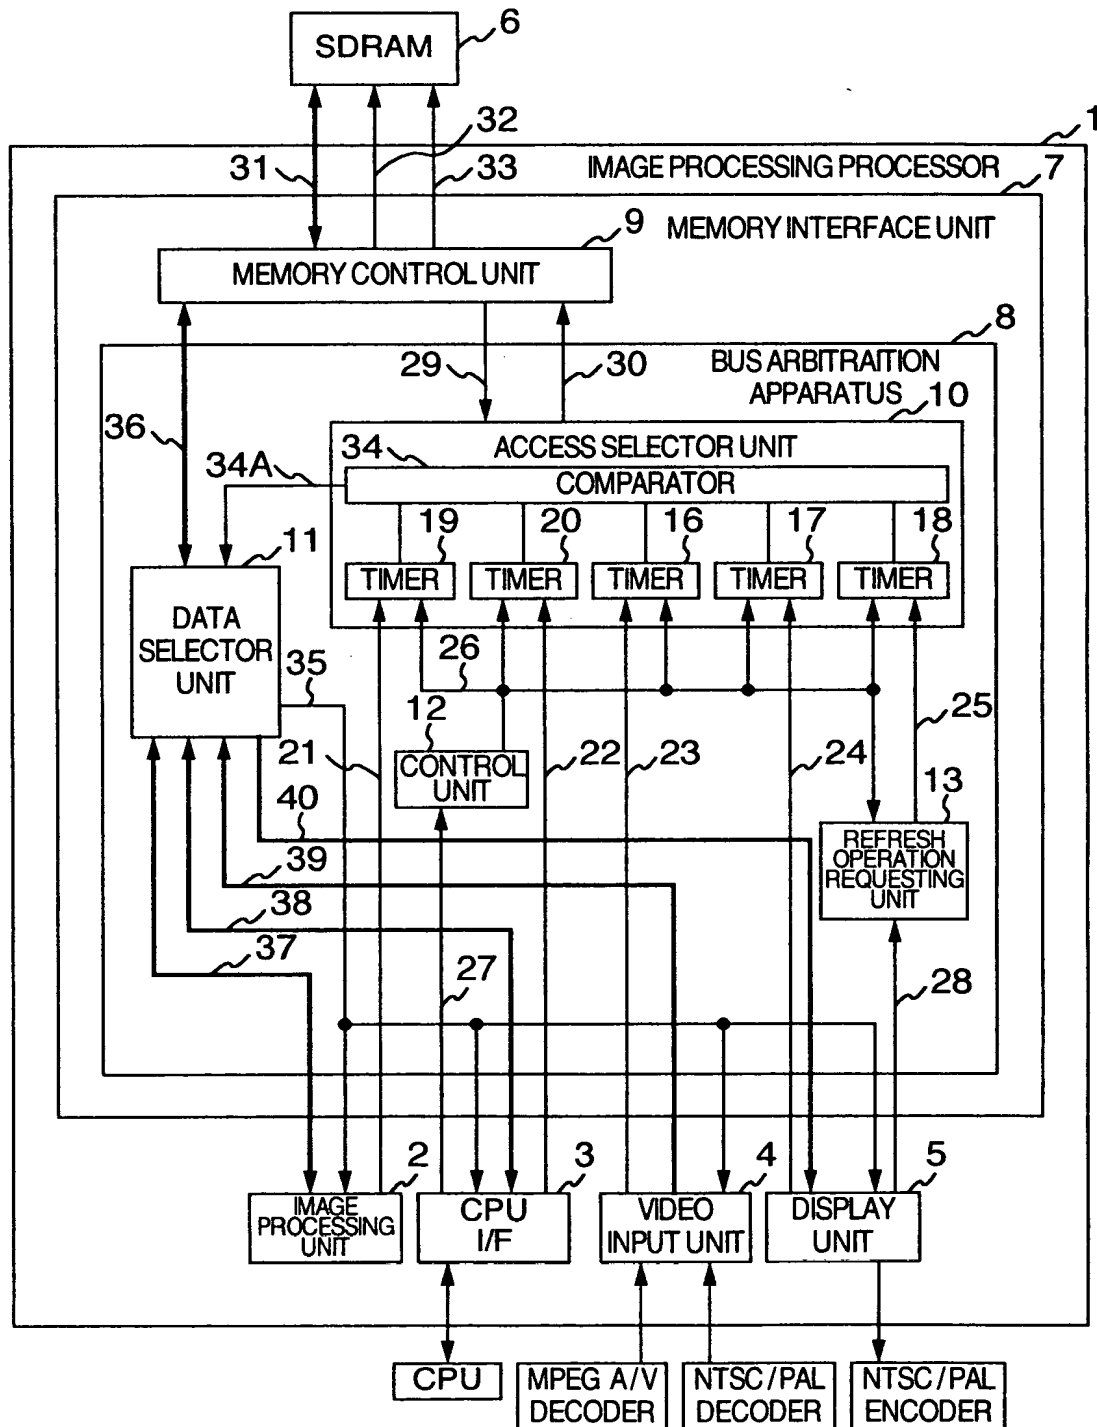 SDRAM
6
1
32
31
33
IMAGE PROCESSING PROCESSOR
7
9
MEMORY INTERFACE UNIT
MEMORY CONTROL UNIT
8
29
30
BUS ARBITRAITION
APPARATUS
10
36
34
ACCESS SELECTOR UNIT
34A
COMPARATOR
19
20
16
17
18
11
TIMER
TIMER
TIMER
TIMER
TIMER
DATA
SELECTOR
UNIT
35
26
12
25
21
CONTROL
UNIT
22
23
24
13
40
REFRESH
OPERATION
REQUESTING
UNIT
39
38
37
27
28
2
3
4
5
IMAGE
PROCESSING
UNIT
CPU
I/F
VIDEO
INPUT UNIT
DISPLAY
UNIT
CPU
MPEG A/V
DECODER
NTSC/PAL
DECODER
NTSC/PAL
ENCODER